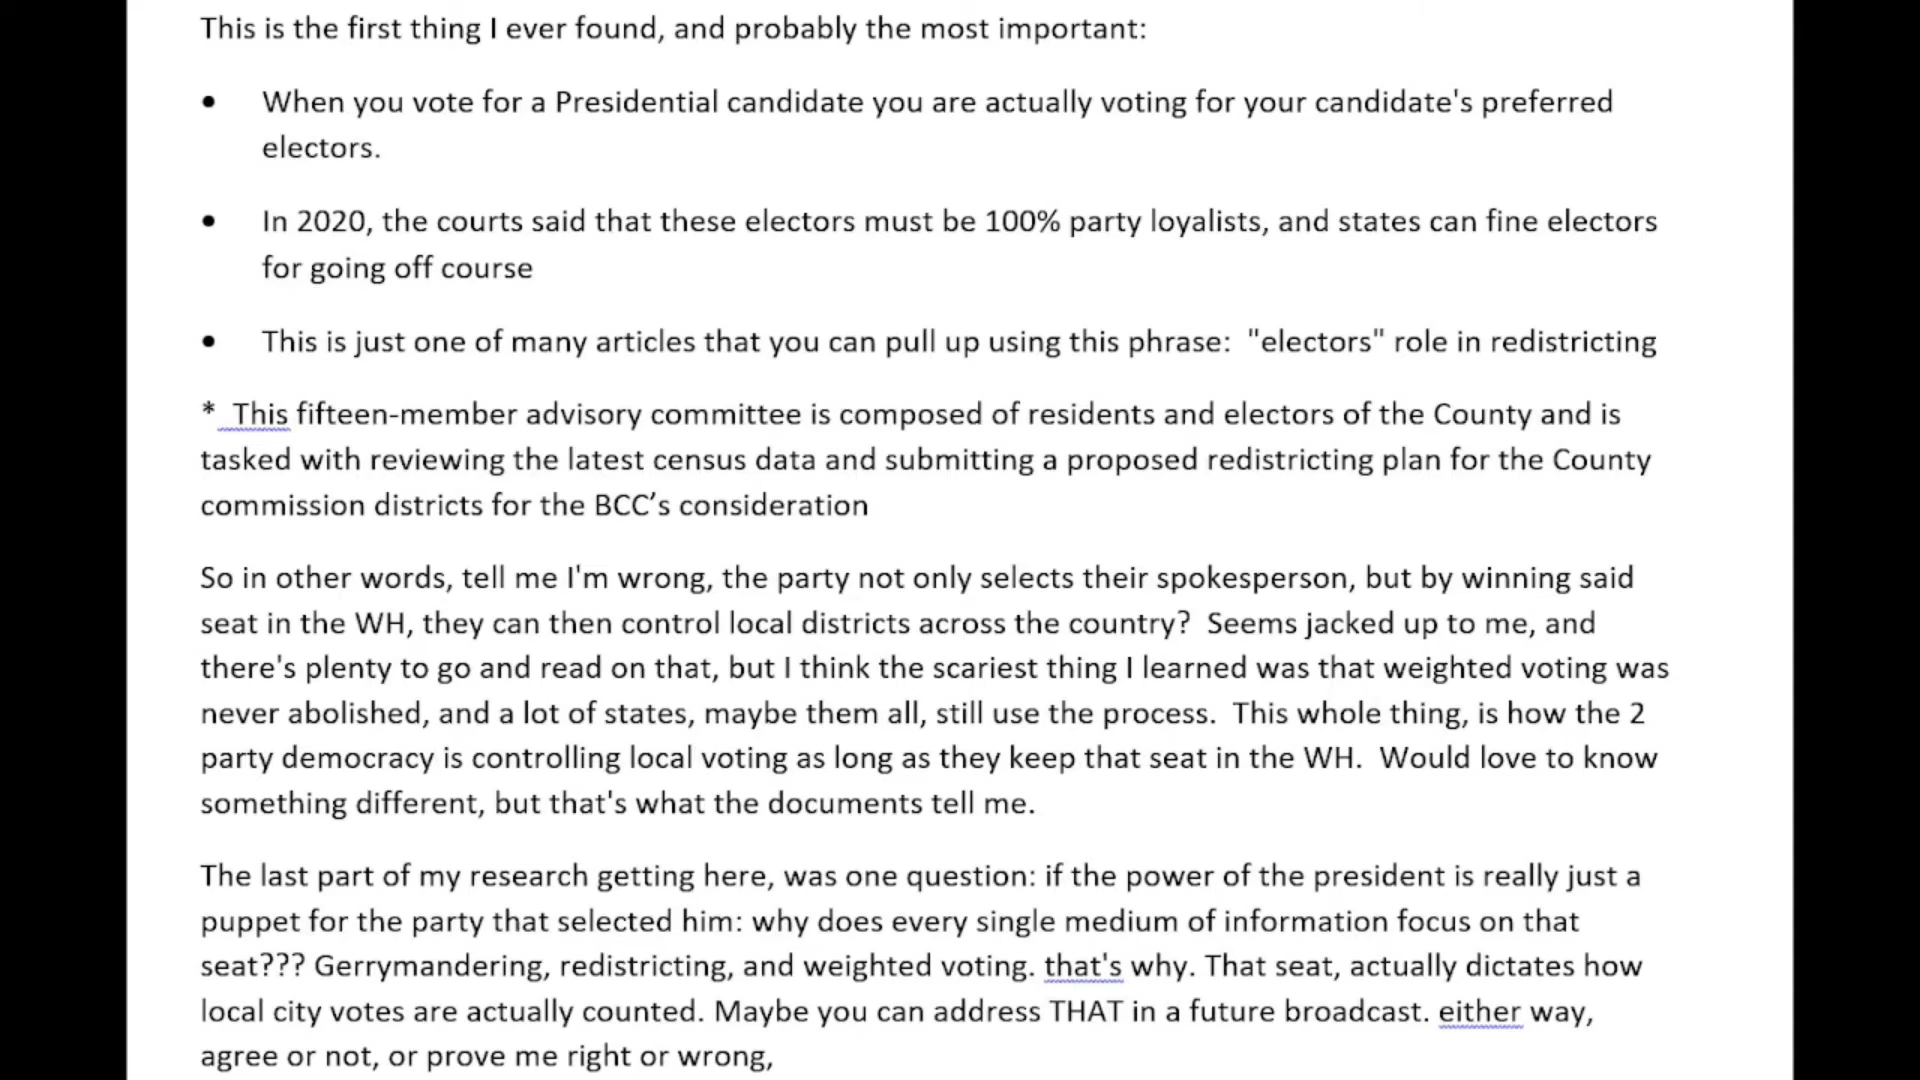 This is the first thing I ever found, and probably the most important:
• When you vote for a Presidential candidate you are actually voting for your candidate's preferred
electors.
• In 2020, the courts said that these electors must be 100% party loyalists, and states can fine electors
for going off course
• This is just one of many articles that you can pull up using this phrase:  "electors" role in redistricting
*  This fifteen-member advisory committee is composed of residents and electors of the County and is
tasked with reviewing the latest census data and submitting a proposed redistricting plan for the County
commission districts for the BCC’s consideration
So in other words, tell me I'm wrong, the party not only selects their spokesperson, but by winning said
seat in the WH, they can then control local districts across the country?  Seems jacked up to me, and
there's plenty to go and read on that, but I think the scariest thing I learned was that weighted voting was
never abolished, and a lot of states, maybe them all, still use the process.  This whole thing, is how the 2
party democracy is controlling local voting as long as they keep that seat in the WH.  Would love to know
something different, but that's what the documents tell me.
The last part of my research getting here, was one question: if the power of the president is really just a
puppet for the party that selected him: why does every single medium of information focus on that
seat??? Gerrymandering, redistricting, and weighted voting. that's why. That seat, actually dictates how
local city votes are actually counted. Maybe you can address THAT in a future broadcast. either way,
agree or not, or prove me right or wrong,